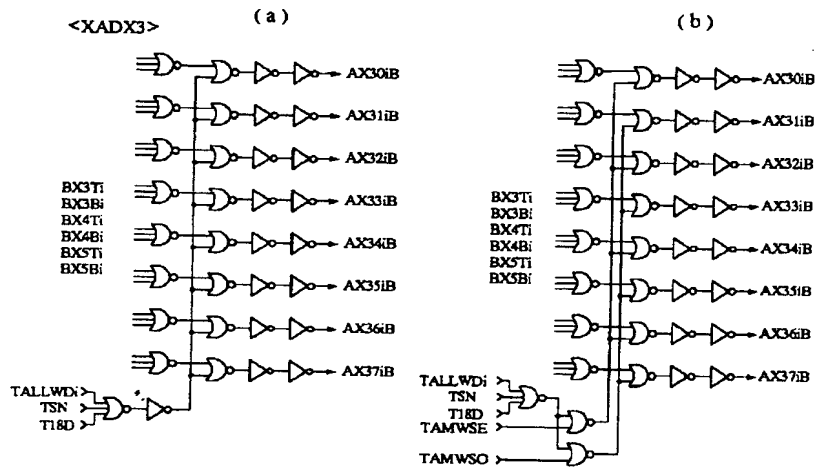 <XADX3>
(a)
AX30iB
AX31iB
AX32iB
BX3Ti
BX3Bi
BX4Ti
BX4Bi
BX5Ti
BX5Bi
AX33iB
AX34iB
AX35iB
AX36iB
AX37iB
TALLWDi
TSN
T18D
(b)
AX30iB
AX31iB
AX32iB
BX3Ti
BX3Bi
BX4Ti
BX4Bi
BX5Ti
BX5Bi
AX33iB
AX34iB
AX35iB
AX36iB
AX37iB
TALLWDi
TSN
T18D
TAMWSE
TAMWSO